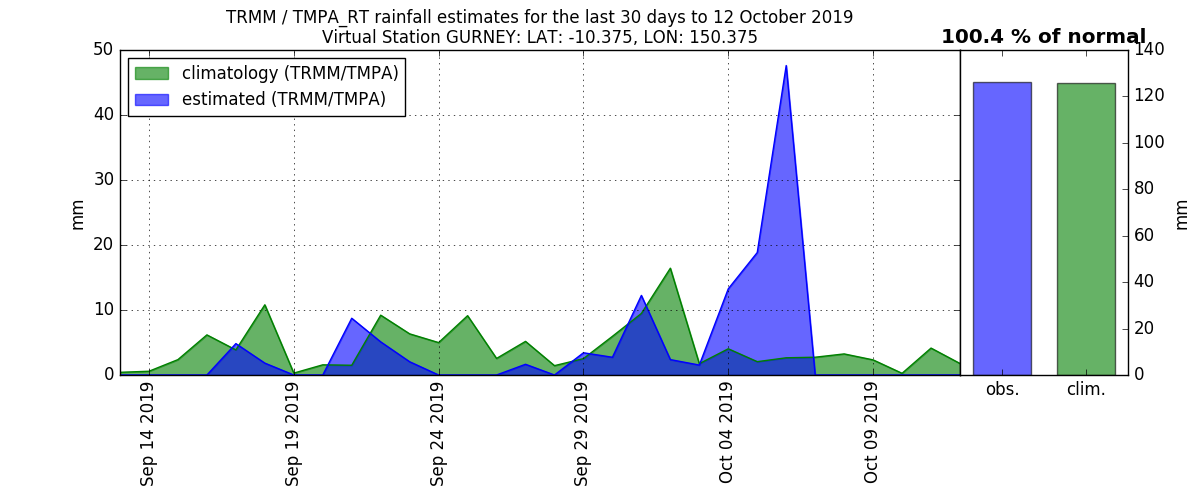 TRMM / TMPA_RT rainfall estimates for the last 30 days to 12 October 2019
Virtual Station GURNEY: LAT: -10.375, LON: 150.375
100.4 % of normal
climatology (TRMM/TMPA)
estimated (TRMM/TMPA)
50
40
30
20
10
0
mm
Sep 14 2019
Sep 19 2019
Sep 24 2019
Sep 29 2019
Oct 04 2019
Oct 09 2019
obs.
clim.
140
120
100
80
60
40
20
0
mm